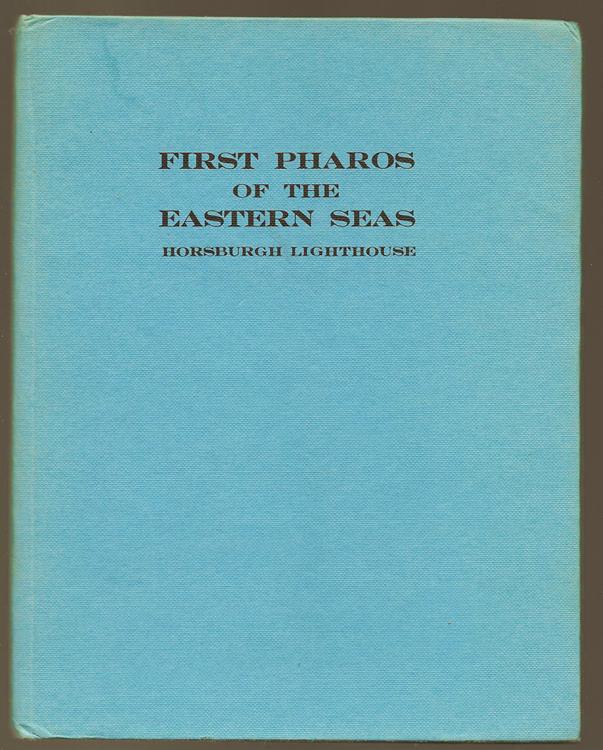 FIRST PHAROS
OF THE
EASTERN SEAS
HORSBURGH LIGHTHOUSE